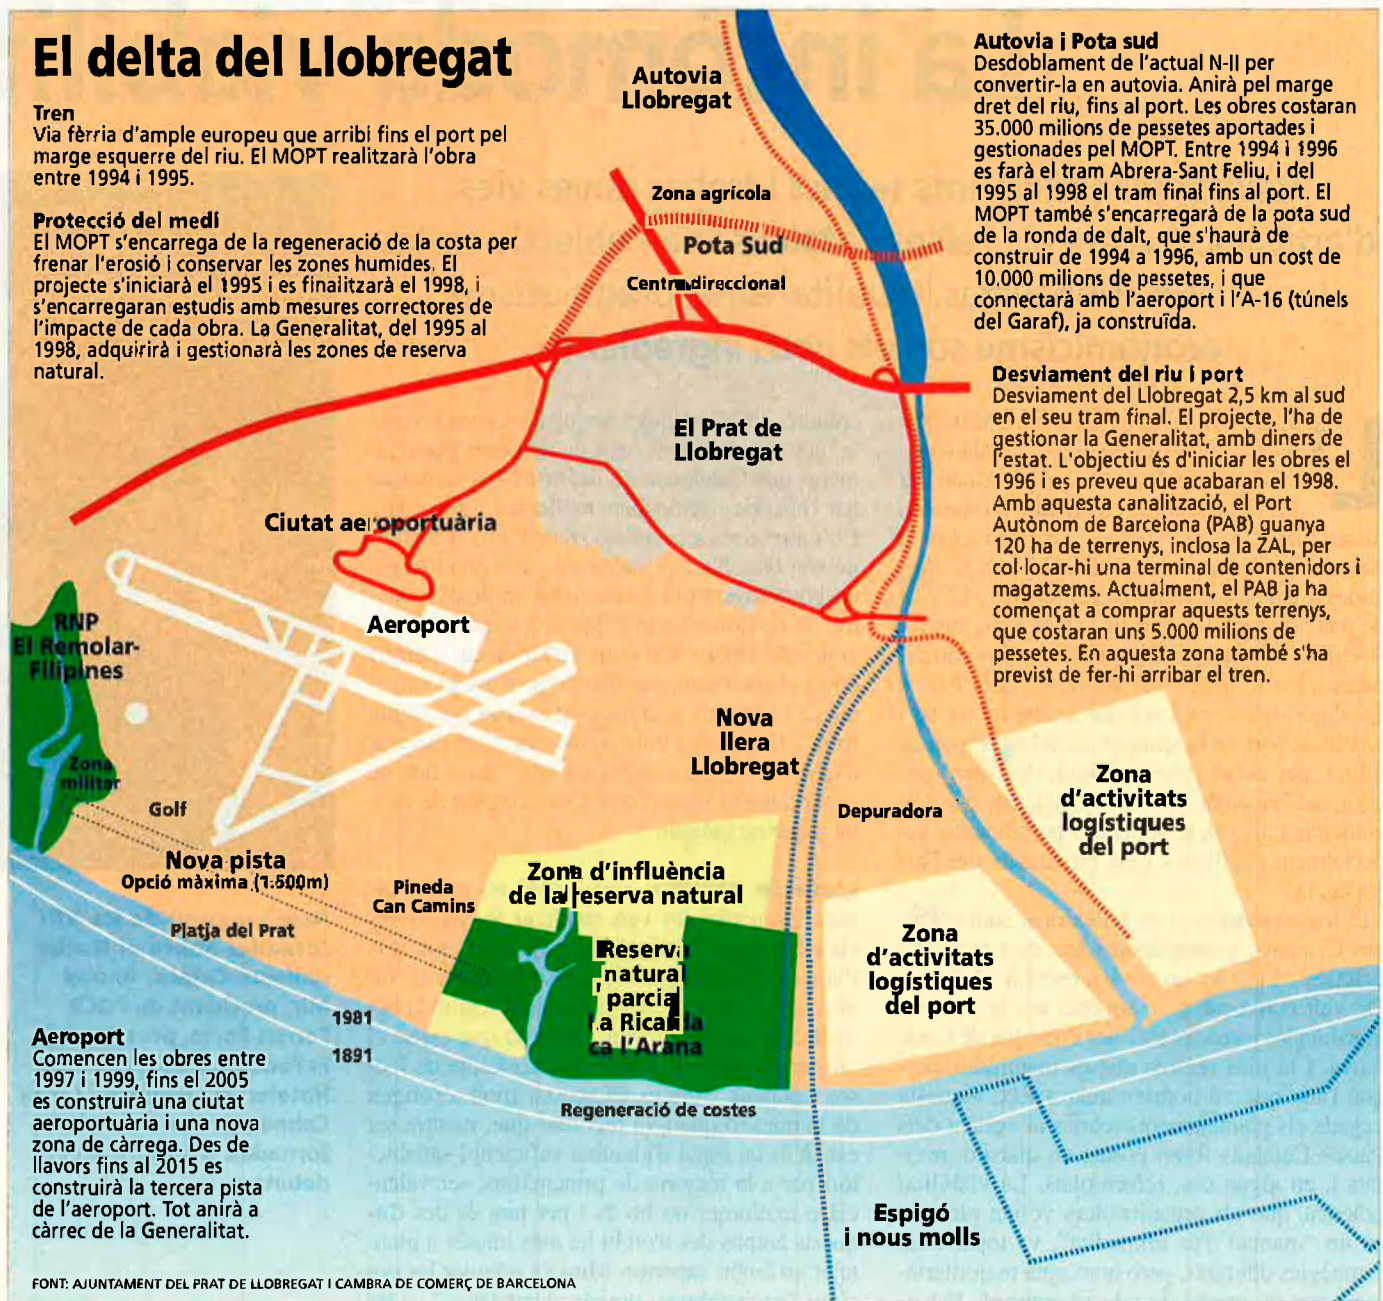 El delta del Llobregat
Tren
Via fèrria d'ample europeu que arribi fins el port pel
marge esquerre del riu. El MOPT realitzarà l'obra
entre 1994 i 1995.
Protecció del medi
El MOPT s'encarrega de la regeneració de la costa per
frenar l'erosió i conservar les zones humides. El
projecte s'iniciarà el 1995 i es finalitzarà el 1998, i
s'encarregaran estudis amb mesures correctores de
l'impacte de cada obra. La Generalitat, del 1995 al
1998, adquirirà i gestionarà les zones de reserva
natural.
Autovia
Llobregat
Zona agrícola
Pota Sud
Centre direccional
El Prat de
Llobregat
Autovia i Pota sud
Desdoblament de l'actual N-II per
convertir-la en autovia. Anirà pel marge
dret del riu, fins al port. Les obres costaran
35.000 milions de pessetes aportades i
gestionades pel MOPT. Entre 1994 i 1996
es farà el tram Abrera-Sant Feliu, i del
1995 al 1998 el tram final fins al port. El
MOPT també s'encarregarà de la pota sud
de la ronda de dalt, que s'haurà de
construir de 1994 a 1996, amb un cost de
10.000 milions de pessetes, i que
connectarà amb l'aeroport i l'A-16 (túnels
del Garaf), ja construïda.
Desviament del riu i port
Desviament del Llobregat 2,5 km al sud
en el seu tram final. El projecte, l'ha de
gestionar la Generalitat, amb diners de
l'estat. L'objectiu és d'iniciar les obres el
1996 i es preveu que acabaran el 1998.
Amb aquesta canalització, el Port
Autònom de Barcelona (PAB) guanya
120 ha de terrenys, inclosa la ZAL, per
col·locar-hi una terminal de contenidors i
magatzems. Actualment, el PAB ja ha
començat a comprar aquests terrenys,
que costaran uns 5.000 milions de
pessetes. En aquesta zona també s'ha
previst de fer-hi arribar el tren.
Ciutat aeroportuària
Aeroport
RNP
El Remolar-
Filipines
Zona
militar
Golf
Nova pista
Opció màxima (1.500m)
Platja del Prat
Pineda
Can Camins
Nova
llera
Llobregat
Depuradora
Zona
d'activitats
logístiques
del port
Zona d'influència
de la reserva natural
Reserva
natural
parcial
La Ricarda
ca l'Arana
Zona
d'activitats
logístiques
del port
1981
1891
Regeneració de costes
Espigó
i nous molls
Aeroport
Comencen les obres entre
1997 i 1999, fins el 2005
es construirà una ciutat
aeroportuària i una nova
zona de càrrega. Des de
llavors fins al 2015 es
construirà la tercera pista
de l'aeroport. Tot anirà a
càrrec de la Generalitat.
FONT: AJUNTAMENT DEL PRAT DE LLOBREGAT I CAMBRA DE COMERÇ DE BARCELONA